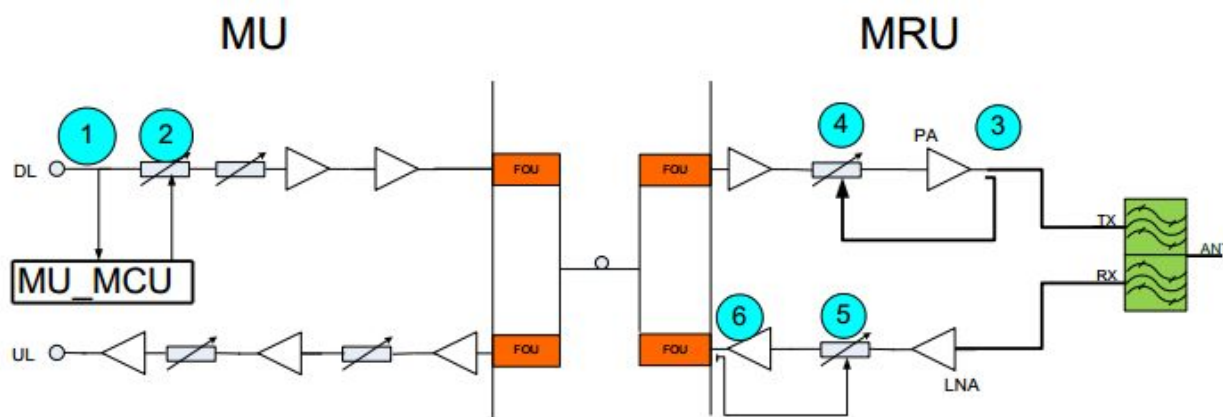 MU MRU
1 2 4 PA 3
DL FOU FOU
TX
ANT
MU_MCU RX
6 5
UL FOU FOU
LNA